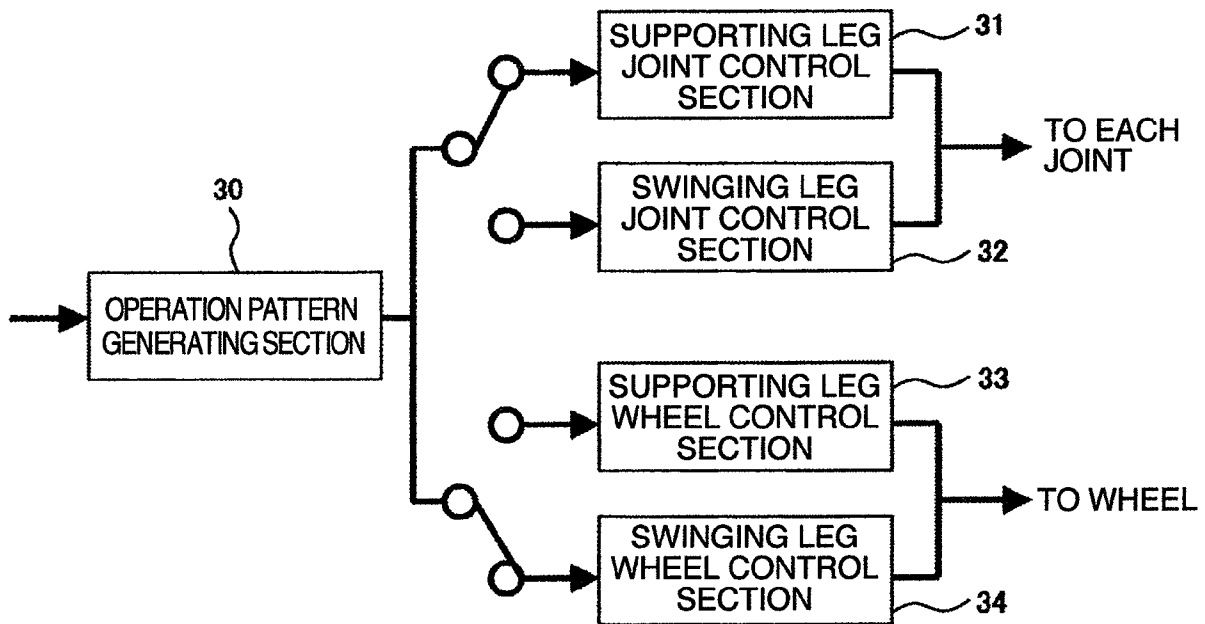 30
OPERATION PATTERN
GENERATING SECTION
31
SUPPORTING LEG
JOINT CONTROL
SECTION
32
SWINGING LEG
JOINT CONTROL
SECTION
TO EACH
JOINT
33
SUPPORTING LEG
WHEEL CONTROL
SECTION
34
SWINGING LEG
WHEEL CONTROL
SECTION
TO WHEEL